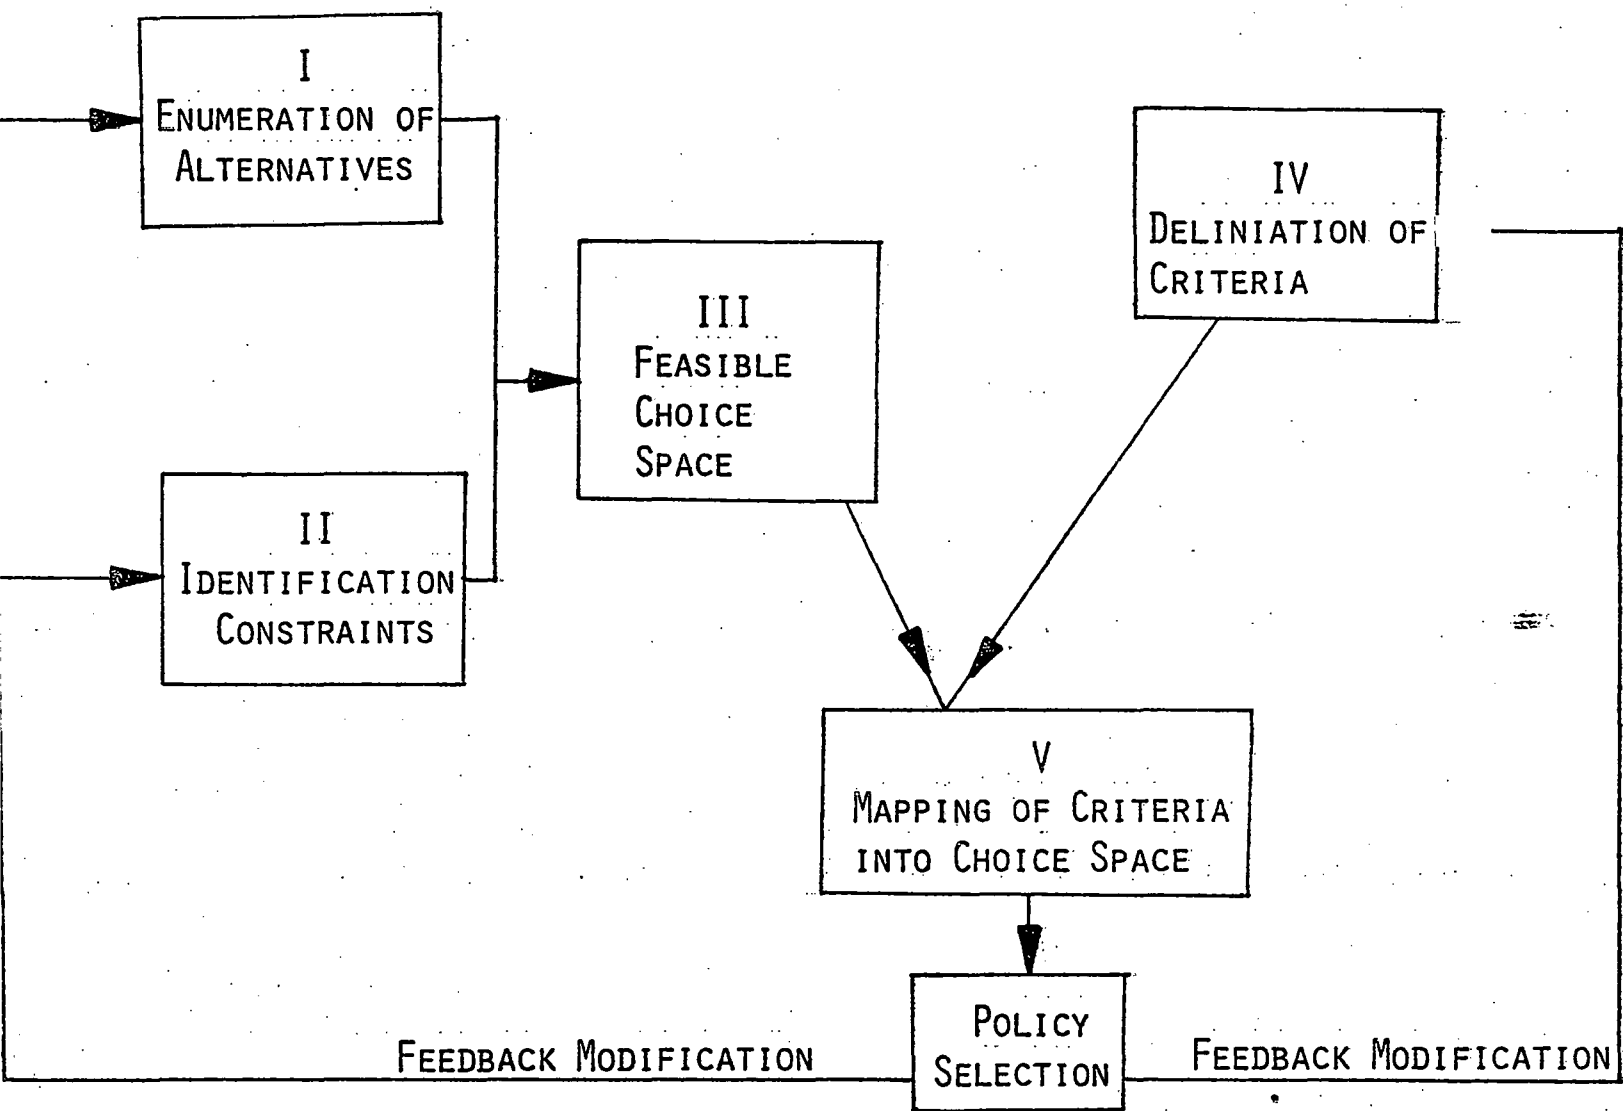 I
ENUMERATION OF
ALTERNATIVES
II
IDENTIFICATION
CONSTRAINTS
III
FEASIBLE
CHOICE
SPACE
IV
DELINIATION OF
CRITERIA
V
MAPPING OF CRITERIA
INTO CHOICE SPACE
POLICY
SELECTION
FEEDBACK MODIFICATION
FEEDBACK MODIFICATION